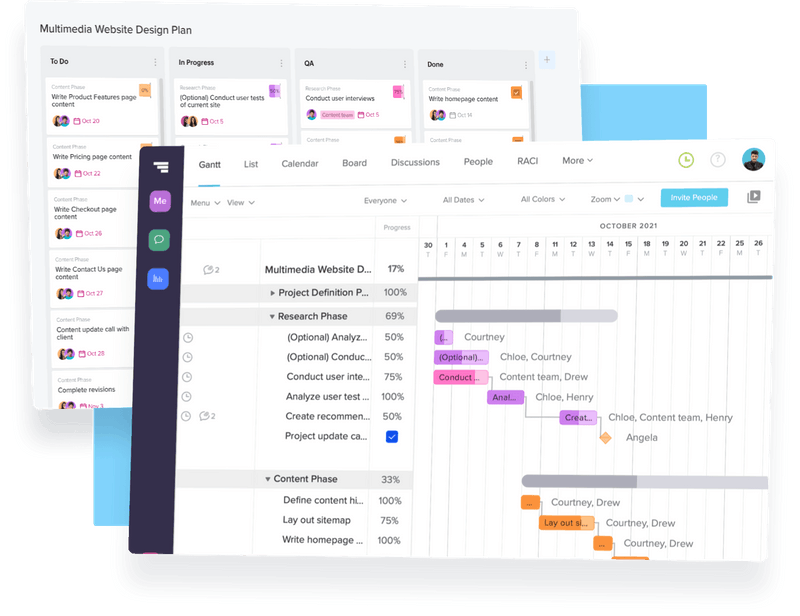 Multimedia Website Design Plan
To Do
In Progress
QA
Done
+
Content Phase
Write Product Features page
content
0%
Oct 20
Research Phase
(Optional) Conduct user tests
of current site
50%
Oct 5
Research Phase
Conduct user interviews
75%
Content team
Oct 5
Content Phase
Write homepage content
Oct 14
Content Phase
Write Pricing page content
Oct 22
Content Phase
Content Phase
Write Checkout page
content
Oct 26
Content Phase
Write Contact Us page
content
Oct 27
Content Phase
Content update call with
client
Oct 28
Content Phase
Complete revisions
Nov 3
Me
Gantt
List
Calendar
Board
Discussions
People
RACI
More
?
Menu
View
Everyone
All Dates
All Colors
Zoom
Invite People
Progress
OCTOBER 2021
30 1 4 5 6 7 8 11 12 13 14 15 18 19 20 21 22 25 26
T F M T W T F M T W T F M T W T F M T
2 Multimedia Website D... 17%
Project Definition P... 100%
Research Phase 69%
(Optional) Analyz... 50% (... Courtney
(Optional) Conduc... 50% (Optional)... Chloe, Courtney
Conduct user inte... 75% Conduct ... Content team, Drew
Analyze user test ... 100% Anal... Chloe, Henry
2 Create recommen... 50% Creat... Chloe, Content team, Henry
Project update ca... Angela
Content Phase 33%
Define content hi... 100% ... Courtney, Drew
Lay out sitemap 75% Lay out si... Courtney, Drew
Write homepage ... 100% ... Courtney, Drew